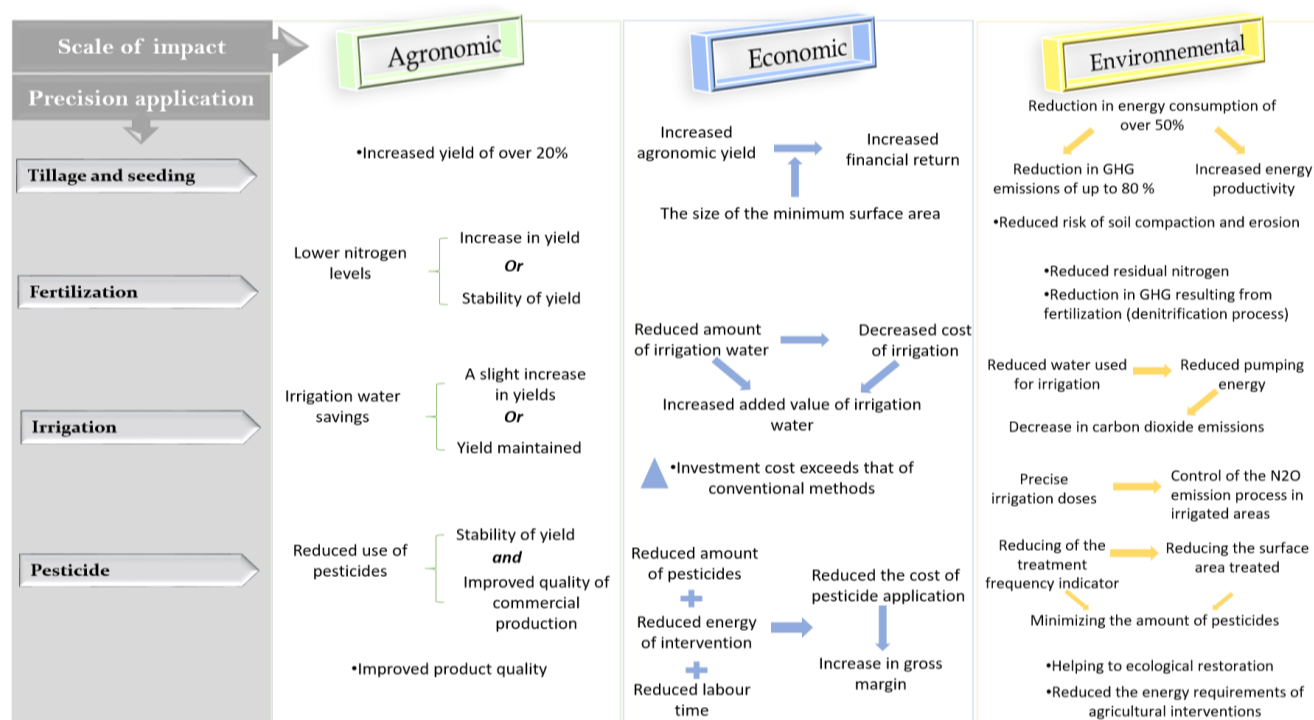 Scale of impact
Precision application
Tillage and seeding
Fertilization
Irrigation
Pesticide
Agronomic
•Increased yield of over 20%
Lower nitrogen
levels
Increase in yield
Or
Stability of yield
Irrigation water
savings
A slight increase
in yields
Or
Yield maintained
Reduced use of
pesticides
Stability of yield
and
Improved quality of
commercial
production
•Improved product quality
Economic
Increased
agronomic yield
Increased
financial return
The size of the minimum surface area
Reduced amount
of irrigation water
Decreased cost
of irrigation
Increased added value of irrigation
water
•Investment cost exceeds that of
conventional methods
Reduced amount
of pesticides
Reduced energy
of intervention
Reduced labour
time
Reduced the cost of
pesticide application
Increase in gross
margin
Environnemental
Reduction in energy consumption of
over 50%
Reduction in GHG
emissions of up to 80 %
Increased energy
productivity
•Reduced risk of soil compaction and erosion
•Reduced residual nitrogen
•Reduction in GHG resulting from
fertilization (denitrification process)
Reduced water used
for irrigation
Reduced pumping
energy
Decrease in carbon dioxide emissions
Precise
irrigation doses
Control of the N2O
emission process in
irrigated areas
Reducing of the
treatment
frequency indicator
Reducing the surface
area treated
Minimizing the amount of pesticides
•Helping to ecological restoration
•Reduced the energy requirements of
agricultural interventions